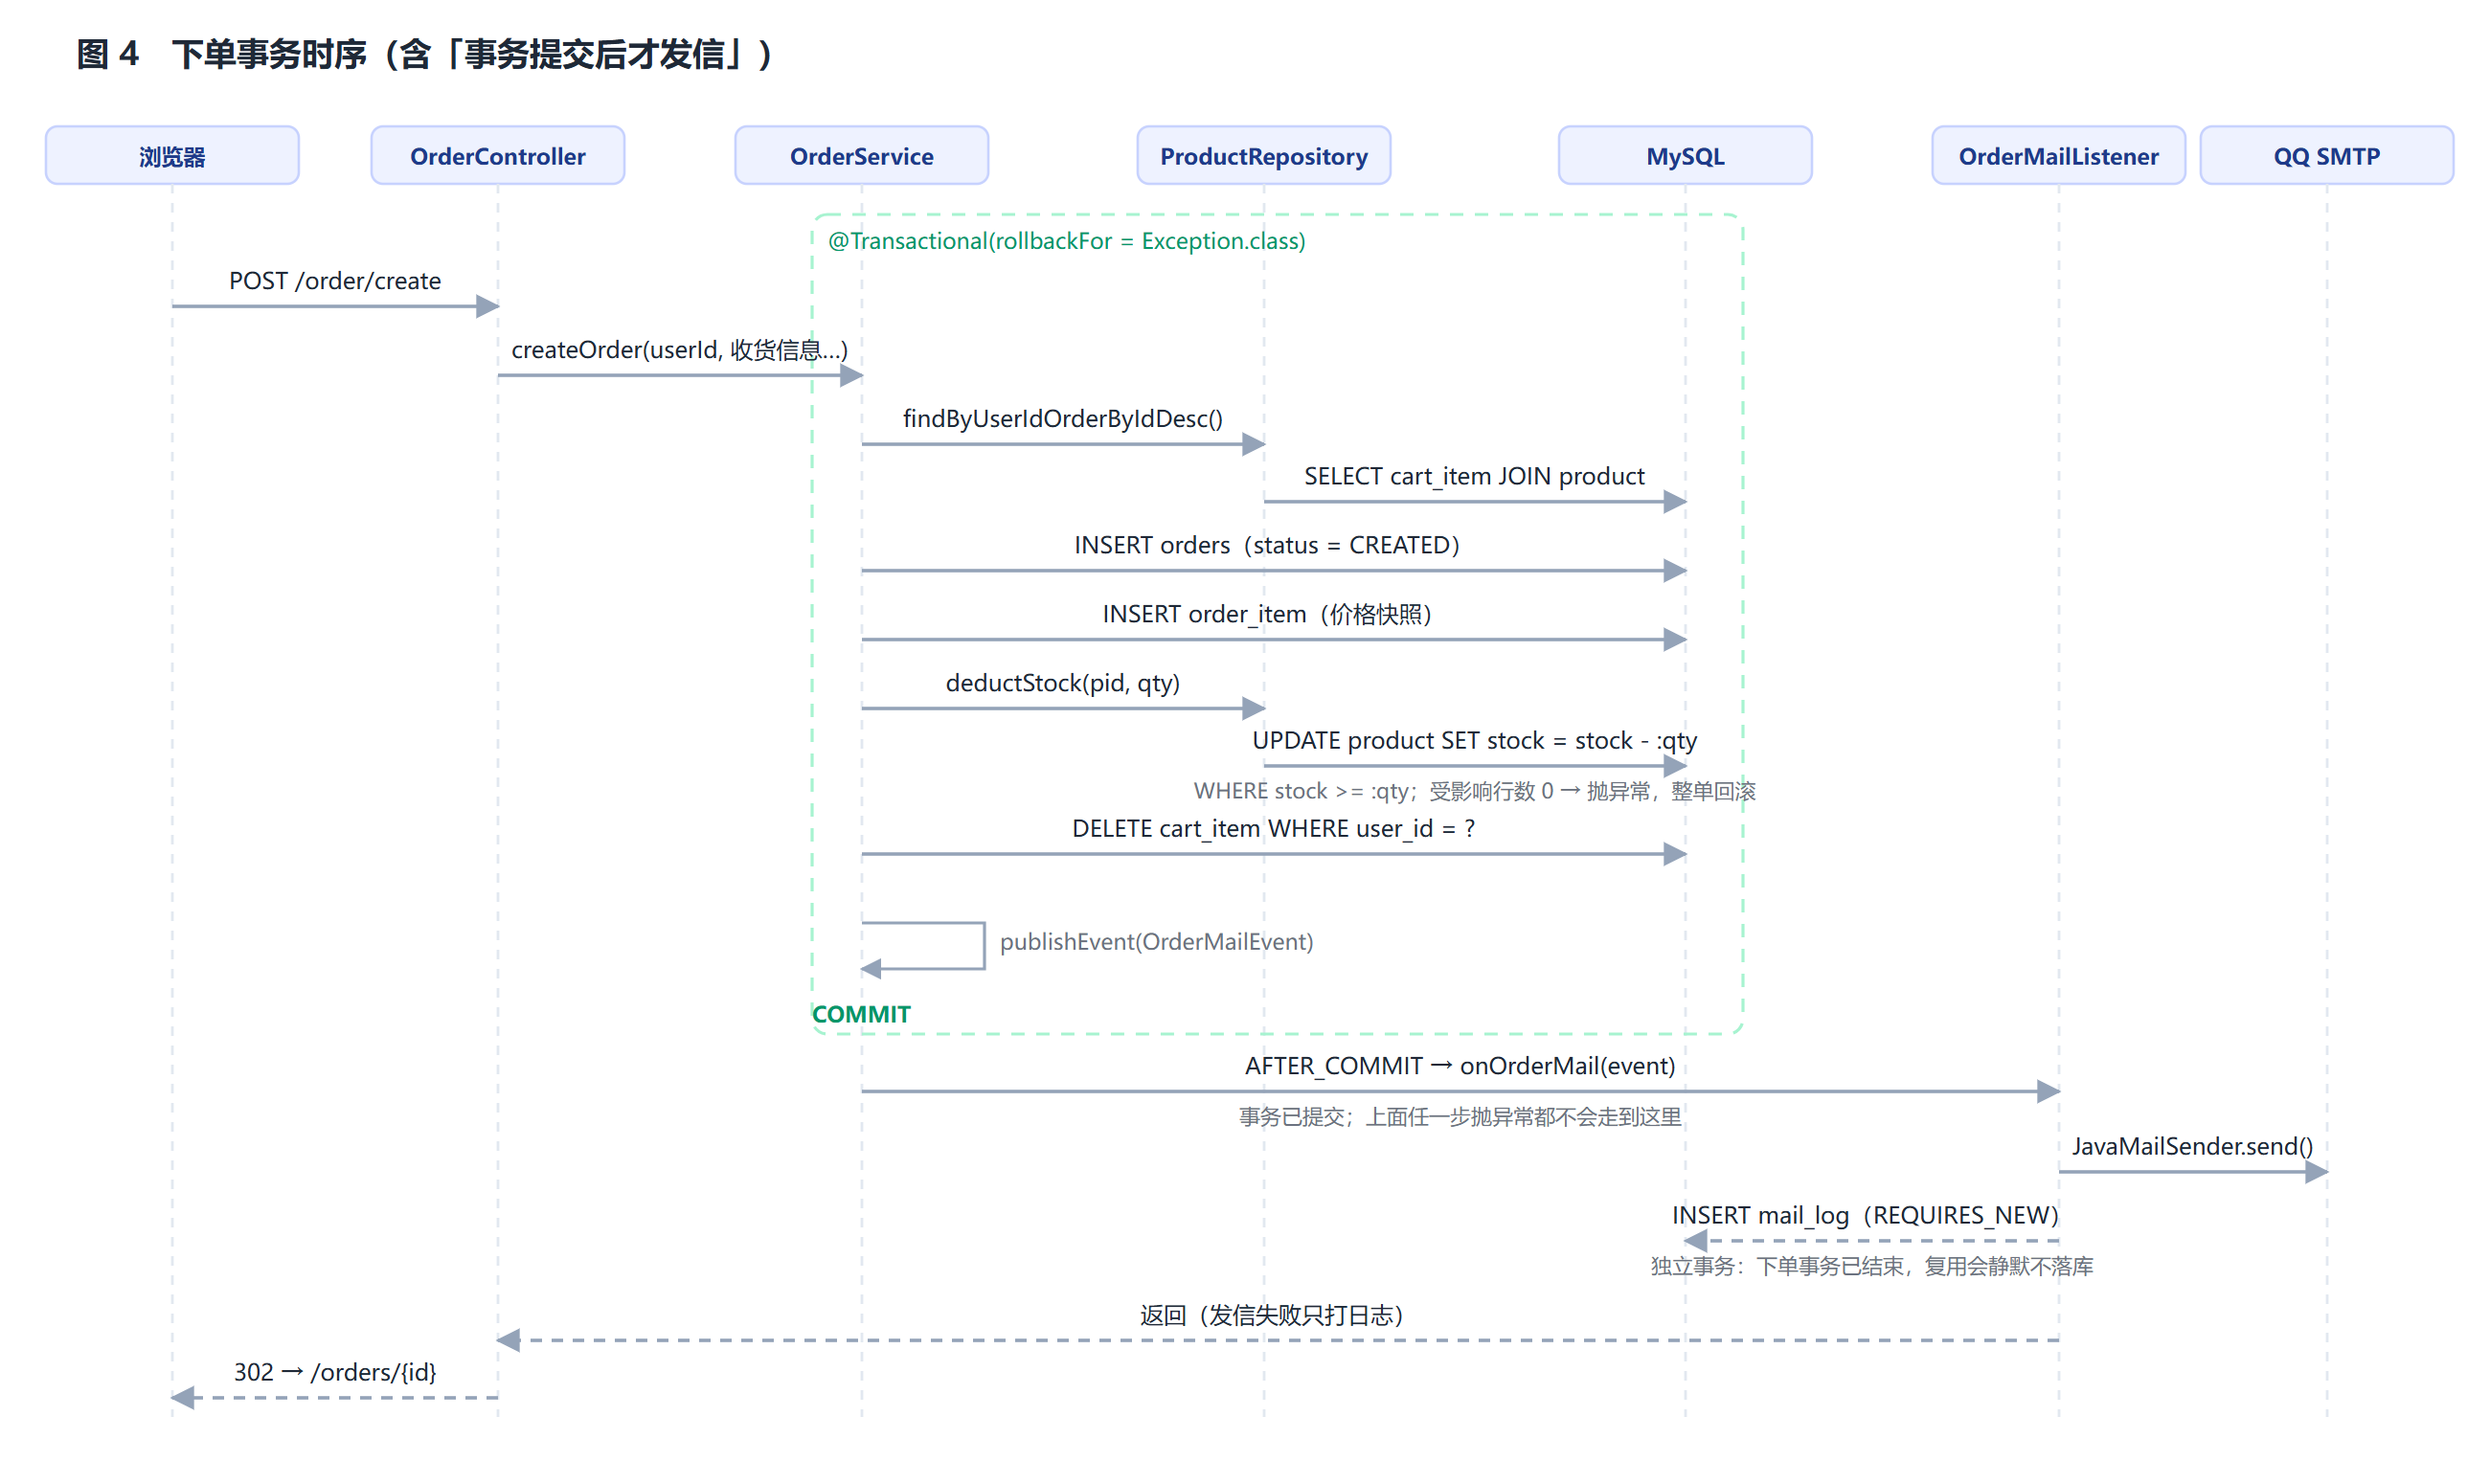 图 4　下单事务时序（含「事务提交后才发信」）
浏览器
OrderController
OrderService
ProductRepository
MySQL
OrderMailListener
QQ SMTP
@Transactional(rollbackFor = Exception.class)
POST /order/create
createOrder(userId, 收货信息...)
findByUserIdOrderByIdDesc()
SELECT cart_item JOIN product
INSERT orders（status = CREATED）
INSERT order_item（价格快照）
deductStock(pid, qty)
UPDATE product SET stock = stock - :qty
WHERE stock >= :qty；受影响行数 0 → 抛异常，整单回滚
DELETE cart_item WHERE user_id = ?
publishEvent(OrderMailEvent)
COMMIT
AFTER_COMMIT → onOrderMail(event)
事务已提交；上面任一步抛异常都不会走到这里
JavaMailSender.send()
INSERT mail_log（REQUIRES_NEW）
独立事务：下单事务已结束，复用会静默不落库
返回（发信失败只打日志）
302 → /orders/{id}